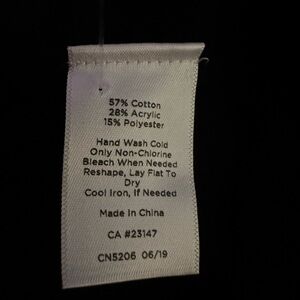 57% Cotton
28% Acrylic
15% Polyester
Hand Wash Cold
Only Non-Chlorine
Bleach When Needed
Reshape, Lay Flat To
Dry
Cool Iron, If Needed
Made In China
CA #23147
CN5206 06/19